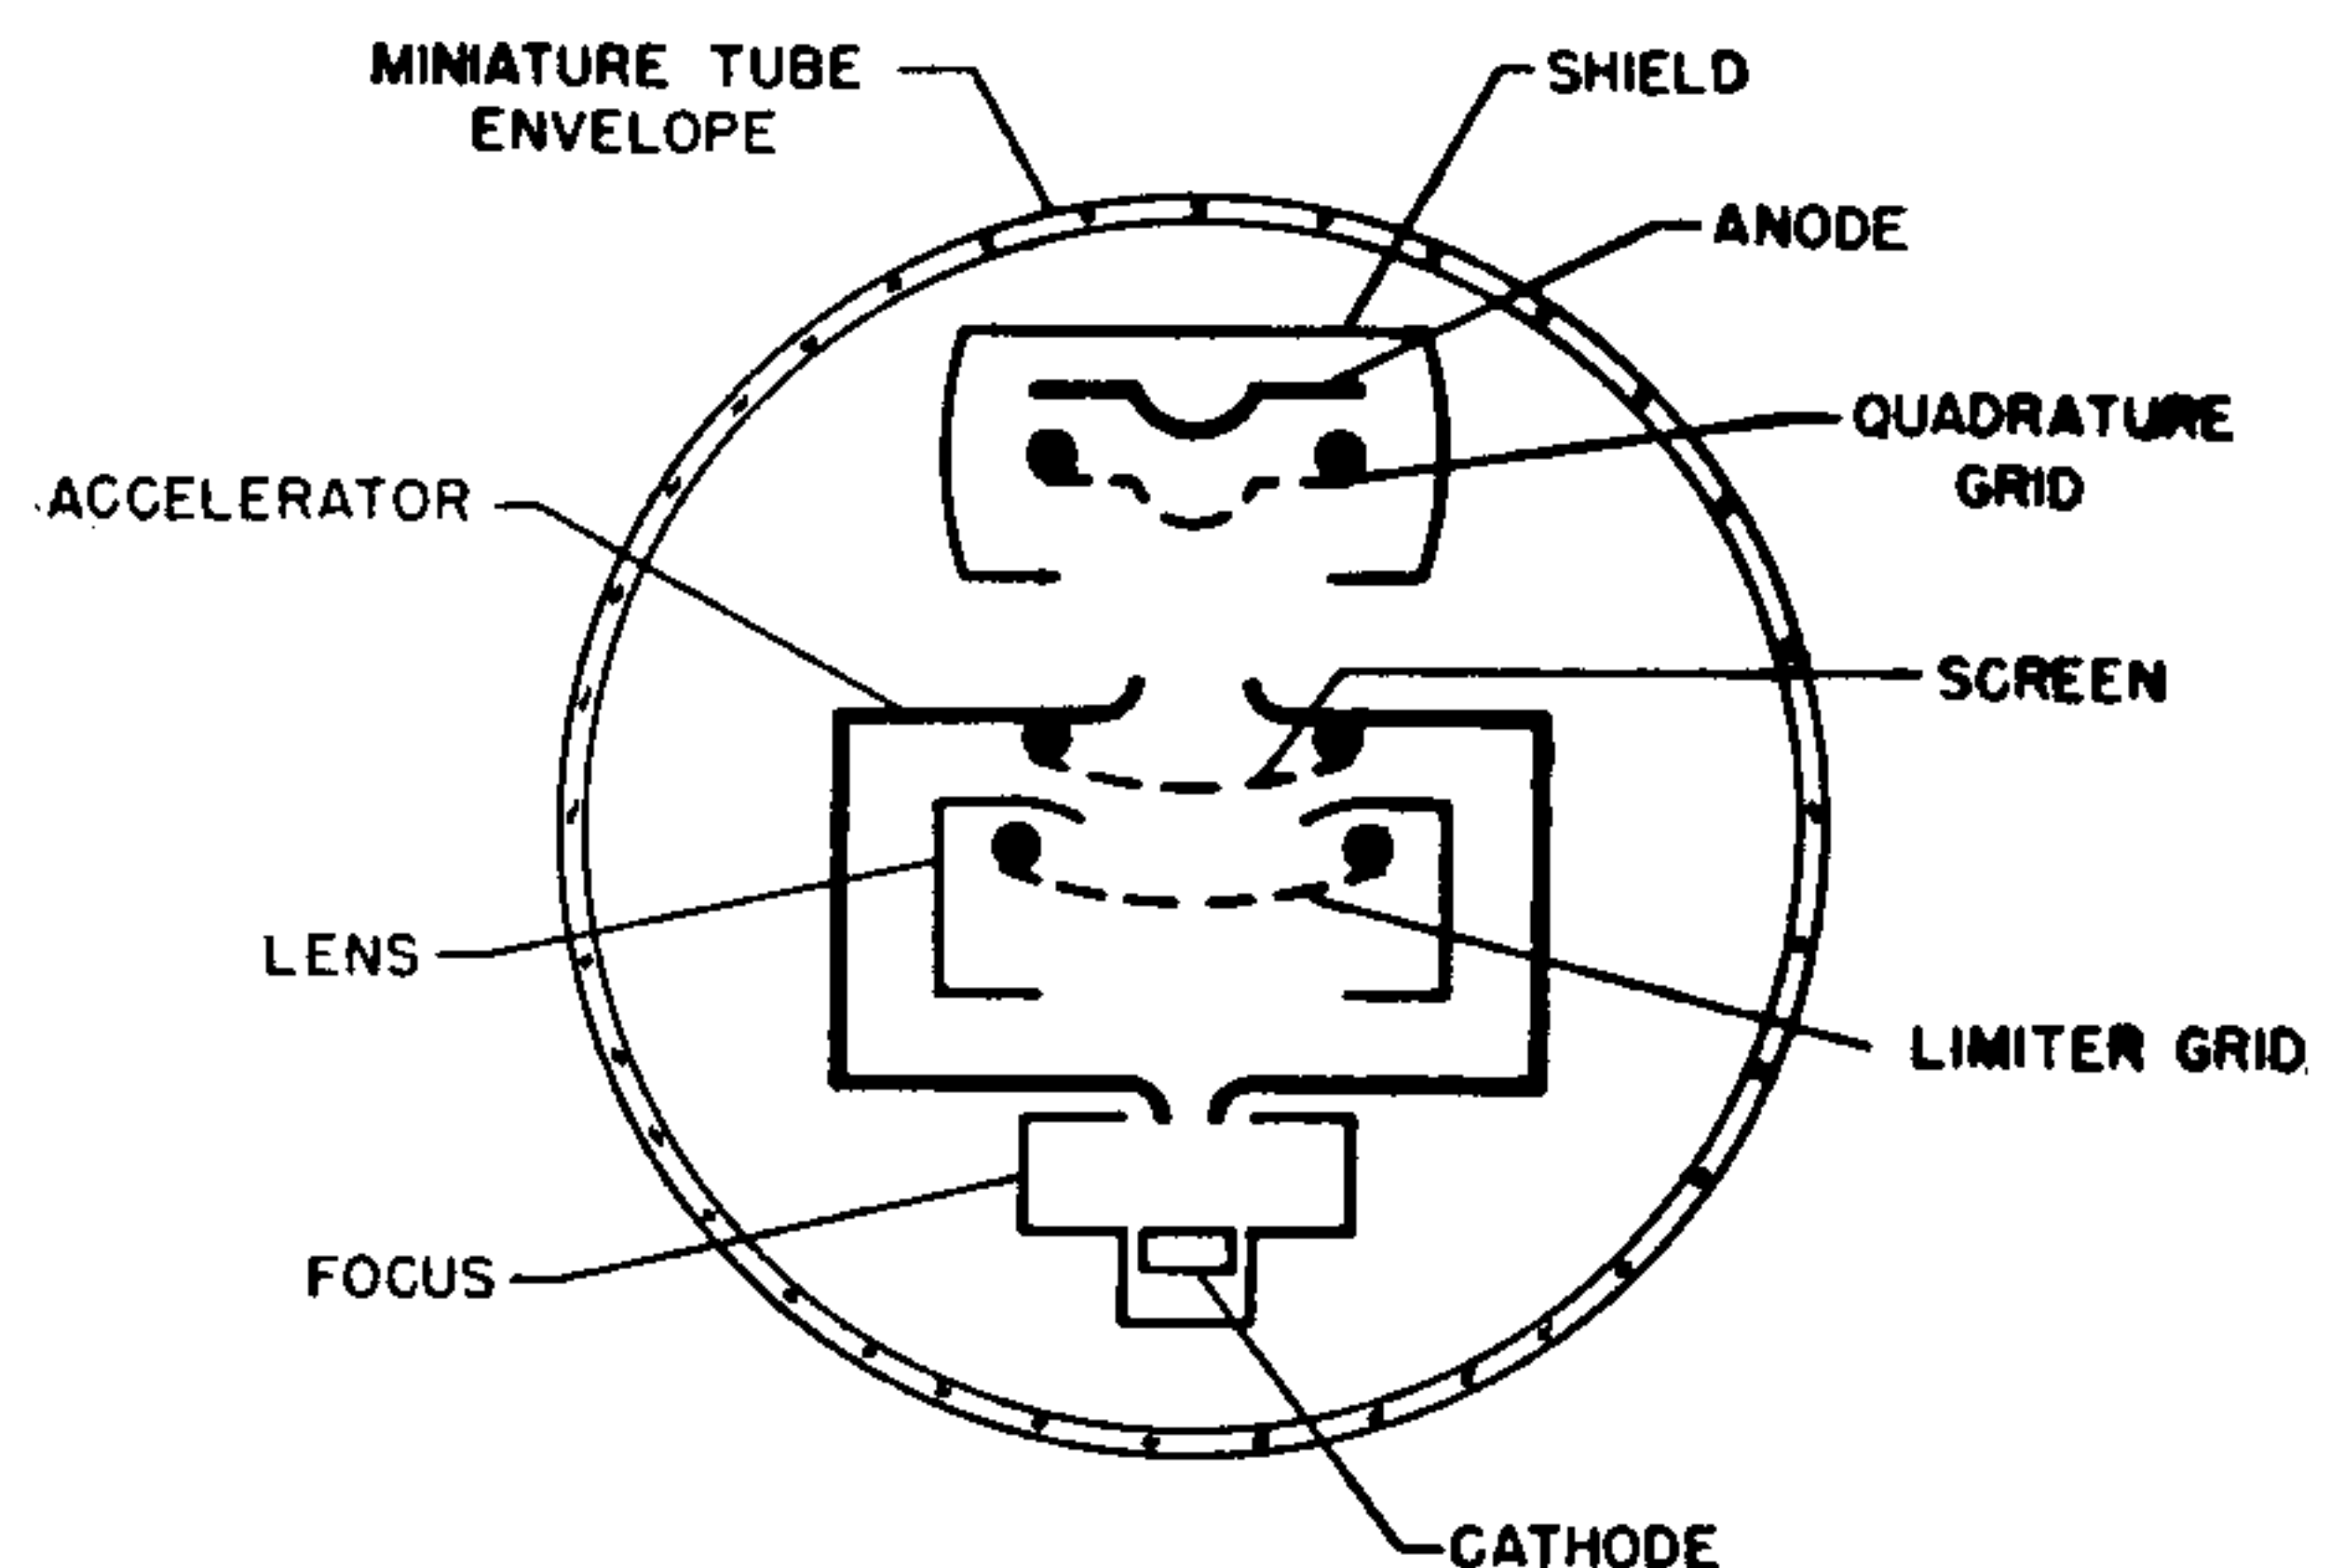 MINIATURE TUBE
ENVELOPE
SHIELD
ANODE
QUADRATURE
GRID
ACCELERATOR
SCREEN
LENS
LIMITER GRID
FOCUS
CATHODE